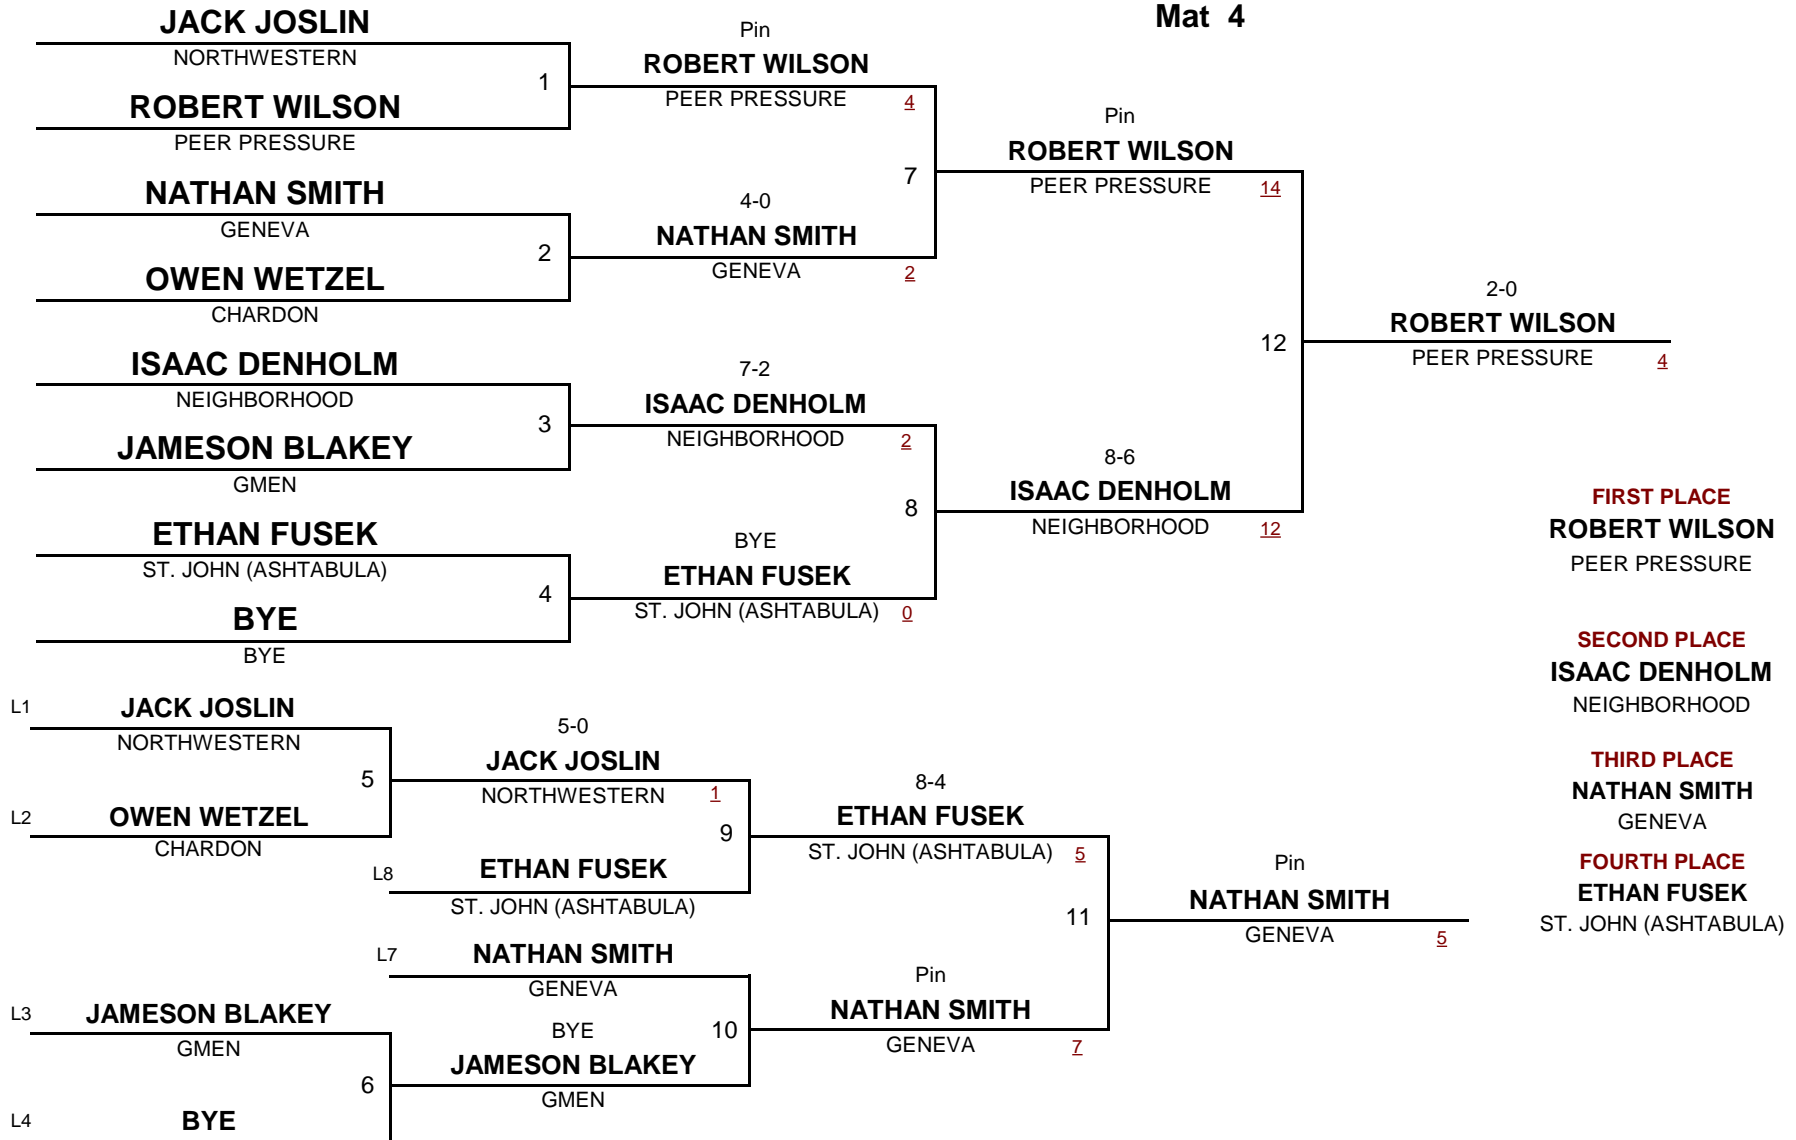 Mat 4
JACK JOSLIN
NORTHWESTERN
1
ROBERT WILSON
PEER PRESSURE
NATHAN SMITH
GENEVA
2
OWEN WETZEL
CHARDON
ISAAC DENHOLM
NEIGHBORHOOD
3
JAMESON BLAKEY
GMEN
ETHAN FUSEK
ST. JOHN (ASHTABULA)
4
BYE
BYE
Pin
ROBERT WILSON
PEER PRESSURE 4
7
4-0
NATHAN SMITH
GENEVA 2
7-2
ISAAC DENHOLM
NEIGHBORHOOD 2
8
BYE
ETHAN FUSEK
ST. JOHN (ASHTABULA) 0
Pin
ROBERT WILSON
PEER PRESSURE 14
12
8-6
ISAAC DENHOLM
NEIGHBORHOOD 12
2-0
ROBERT WILSON
PEER PRESSURE 4
L1 JACK JOSLIN
NORTHWESTERN
5
L2 OWEN WETZEL
CHARDON
L3 JAMESON BLAKEY
GMEN
6
L4 BYE
5-0
JACK JOSLIN
NORTHWESTERN 1
9
L8 ETHAN FUSEK
ST. JOHN (ASHTABULA)
L7 NATHAN SMITH
GENEVA
10
BYE
JAMESON BLAKEY
GMEN
8-4
ETHAN FUSEK
ST. JOHN (ASHTABULA) 5
11
Pin
NATHAN SMITH
GENEVA 7
Pin
NATHAN SMITH
GENEVA 5
FIRST PLACE
ROBERT WILSON
PEER PRESSURE
SECOND PLACE
ISAAC DENHOLM
NEIGHBORHOOD
THIRD PLACE
NATHAN SMITH
GENEVA
FOURTH PLACE
ETHAN FUSEK
ST. JOHN (ASHTABULA)